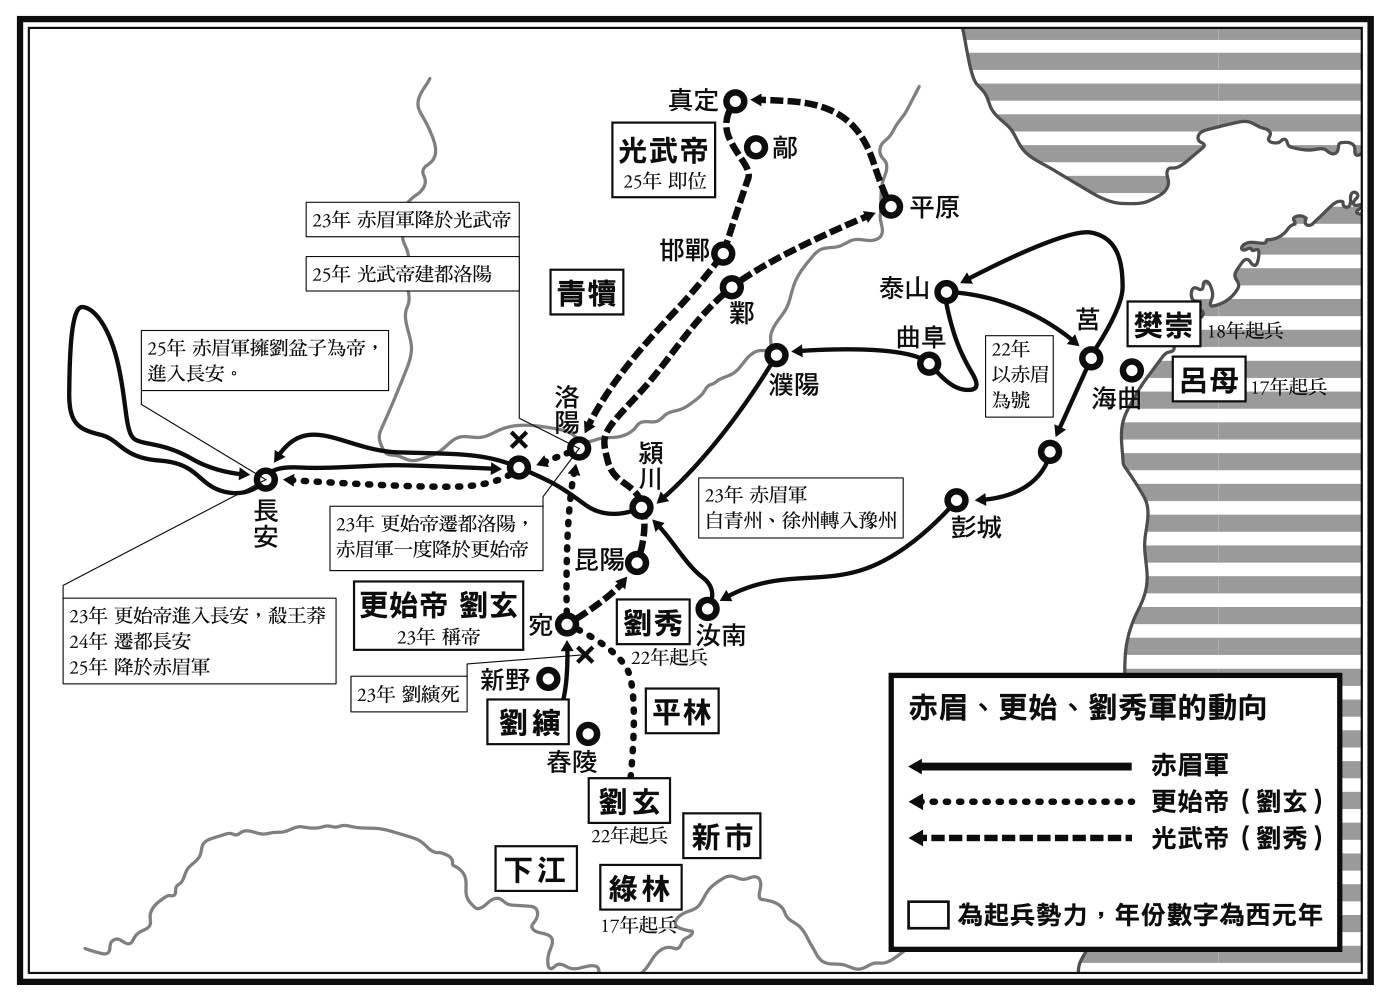 真定
光武帝
25年 即位
鄗
平原
23年 赤眉軍降於光武帝
25年 光武帝建都洛陽
邯鄲
鄴
青犢
泰山
曲阜
莒
樊崇
18年起兵
呂母
17年起兵
海曲
22年
以赤眉
為號
25年 赤眉軍擁劉盆子為帝，
進入長安。
濮陽
洛陽
潁川
長安
23年 赤眉軍
自青州、徐州轉入豫州
彭城
23年 更始帝遷都洛陽，
赤眉軍一度降於更始帝
昆陽
更始帝 劉玄
23年 稱帝
宛
劉秀
22年起兵
汝南
23年 更始帝進入長安，殺王莽
24年 遷都長安
25年 降於赤眉軍
23年 劉縯死
新野
劉縯
平林
舂陵
劉玄
22年起兵
新市
下江
綠林
17年起兵
赤眉、更始、劉秀軍的動向
赤眉軍
更始帝（劉玄）
光武帝（劉秀）
為起兵勢力，年份數字為西元年